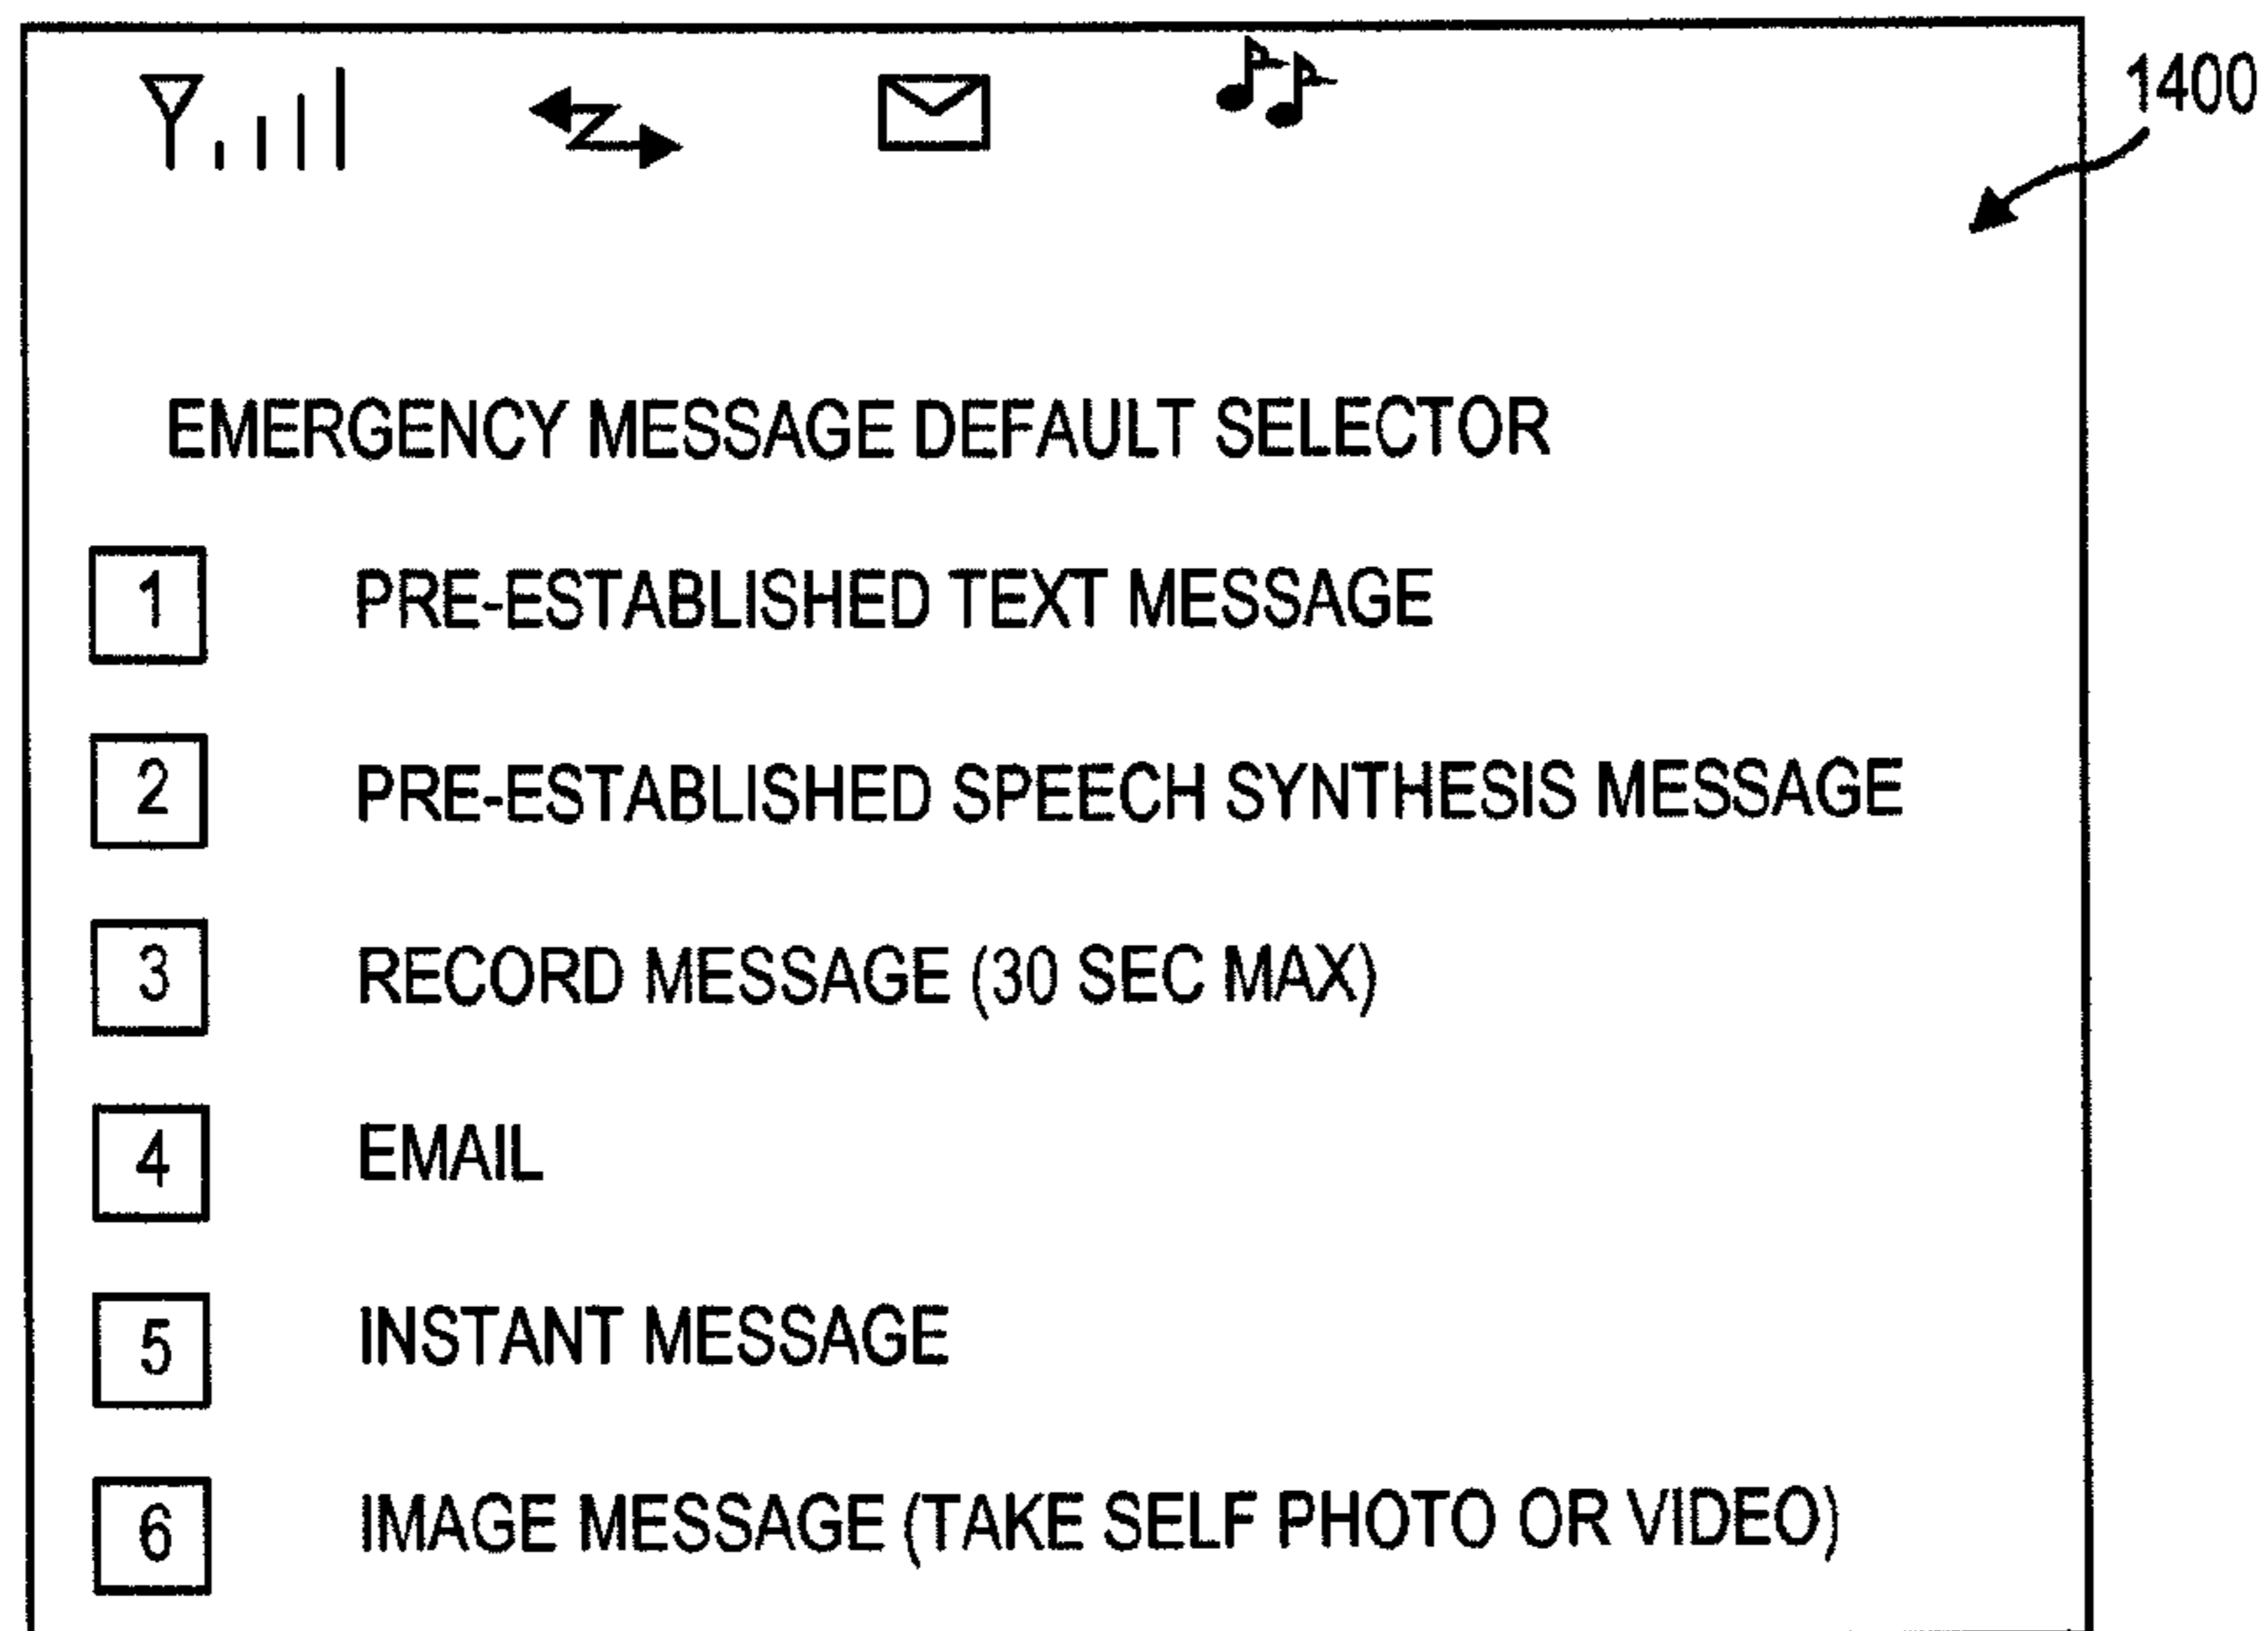 1400
EMERGENCY MESSAGE DEFAULT SELECTOR
1 PRE-ESTABLISHED TEXT MESSAGE
2 PRE-ESTABLISHED SPEECH SYNTHESIS MESSAGE
3 RECORD MESSAGE (30 SEC MAX)
4 EMAIL
5 INSTANT MESSAGE
6 IMAGE MESSAGE (TAKE SELF PHOTO OR VIDEO)